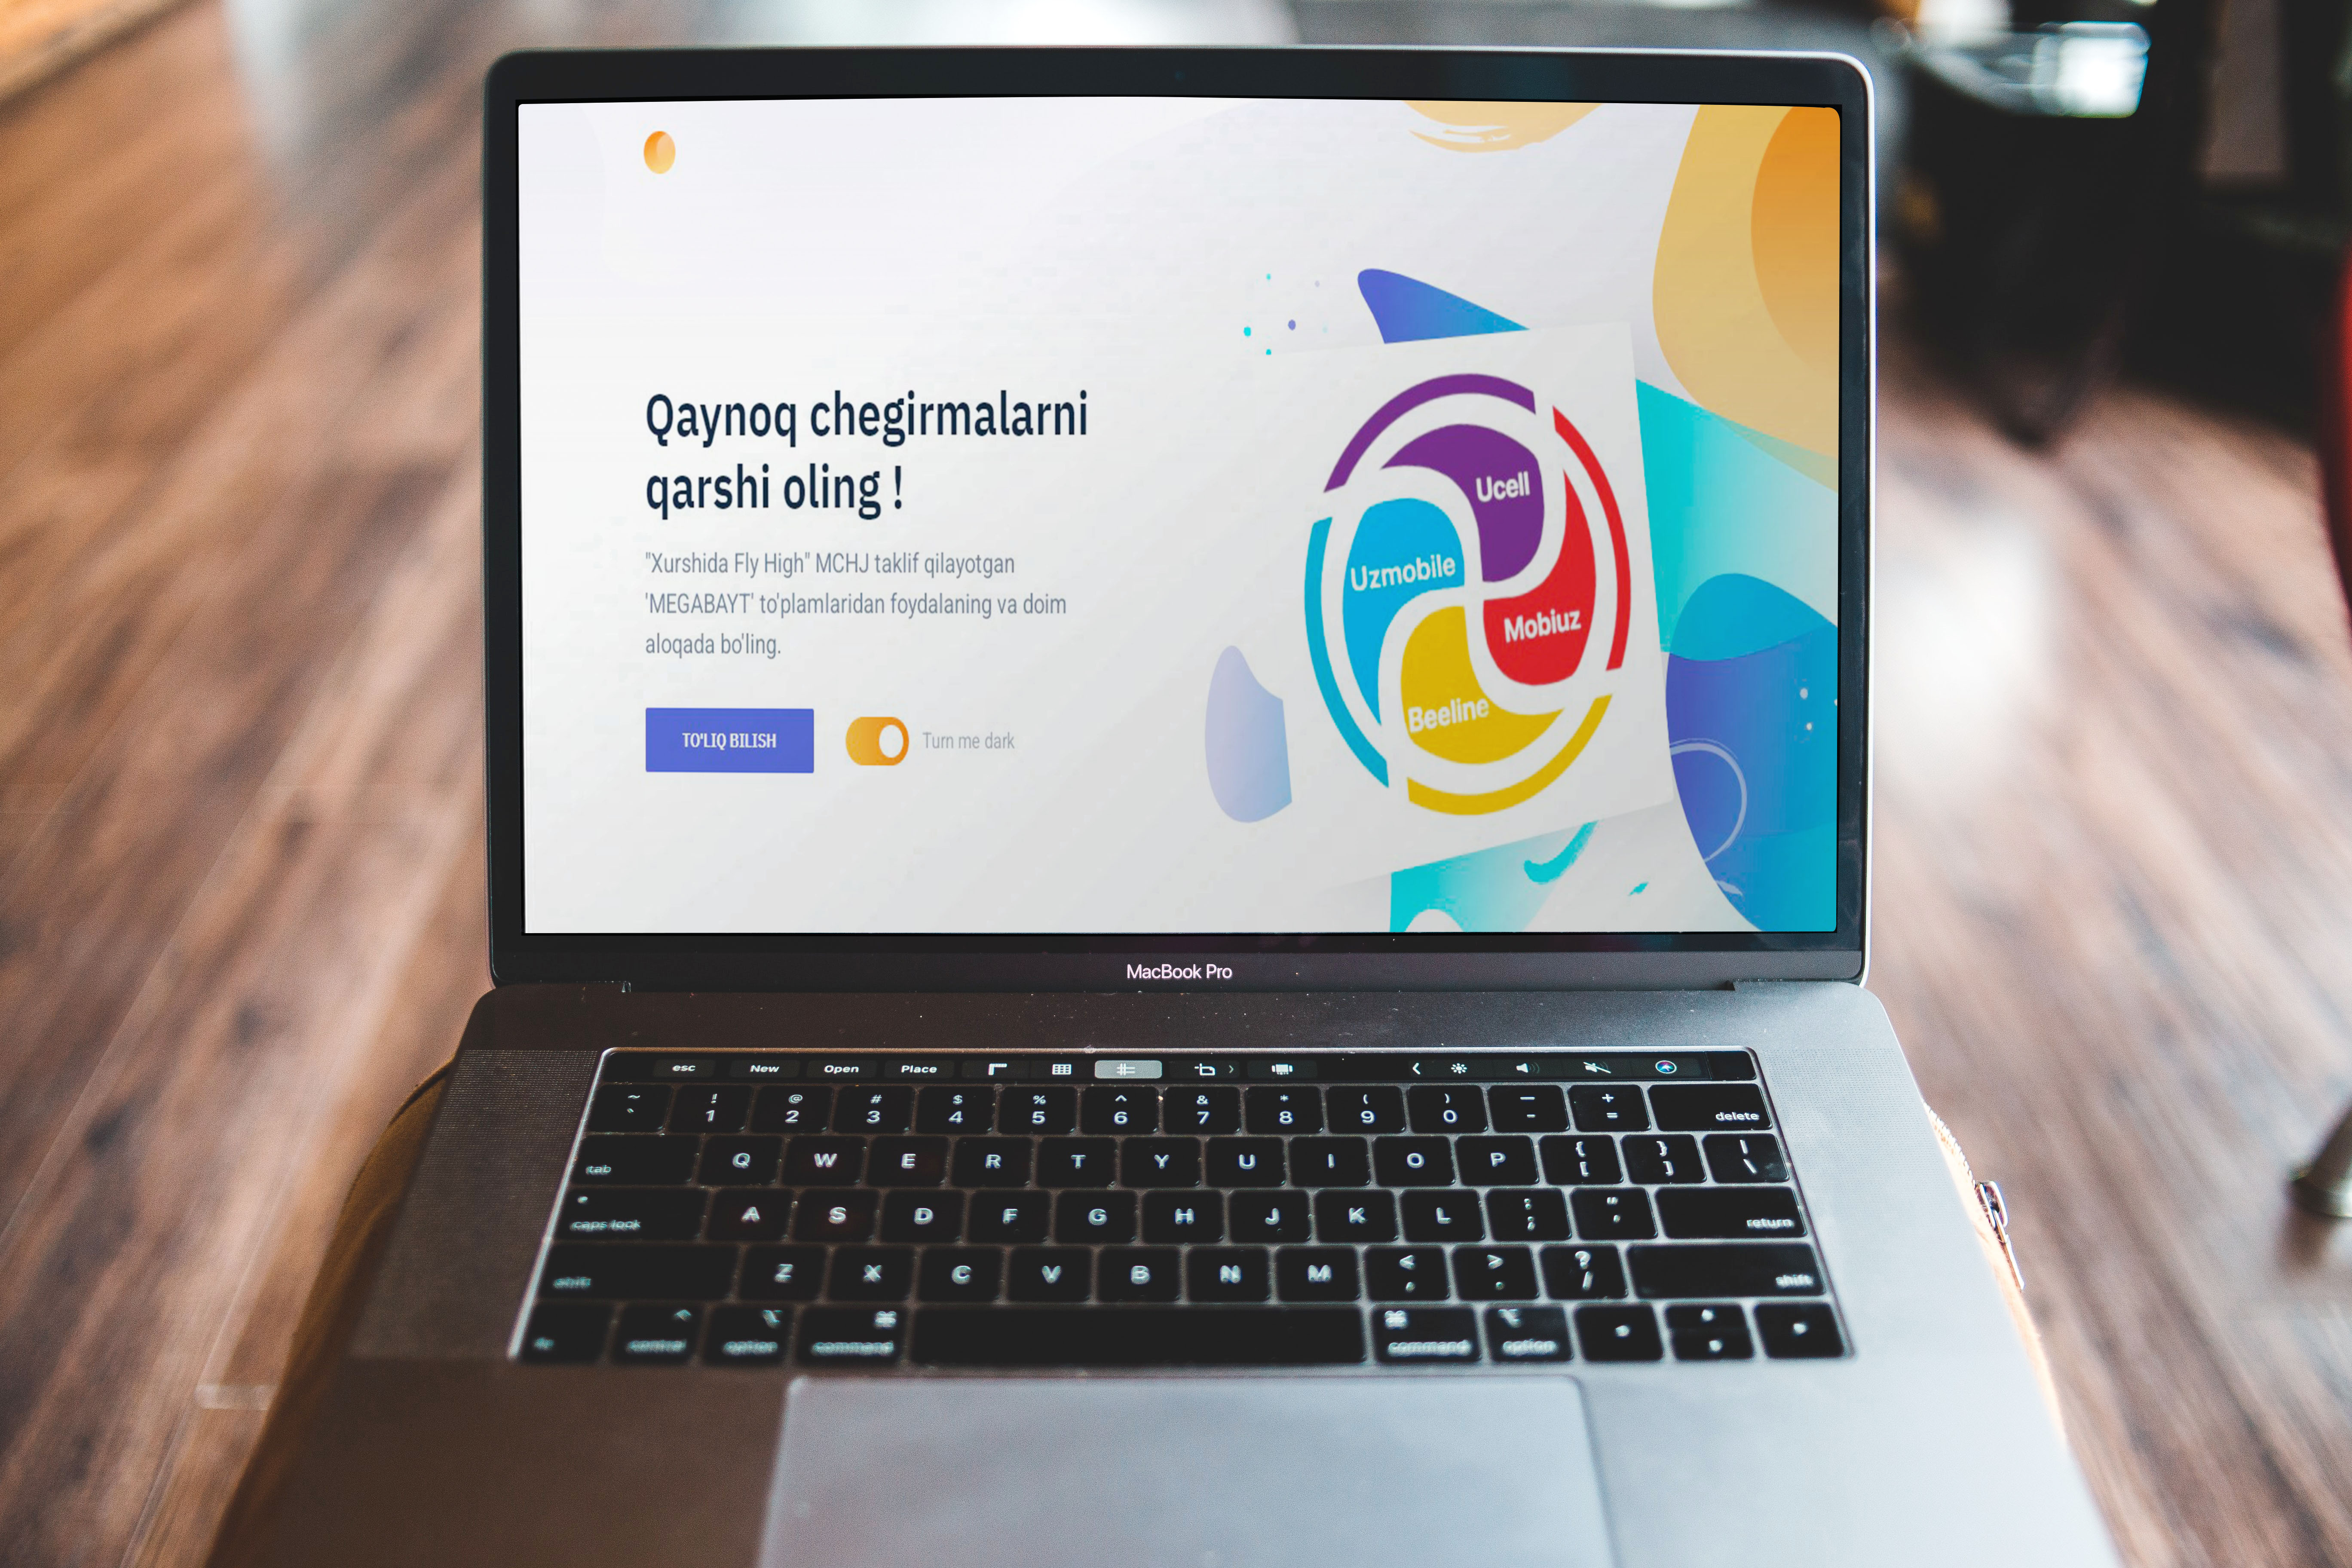 Qaynoq chegirmalarni
qarshi oling !
"Xurshida Fly High" MCHJ taklif qilayotgan
'MEGABAYT' to'plamlaridan foydalaning va doim
aloqada bo'ling.
TO'LIQ BILISH
Turn me dark
Ucell
Uzmobile
Mobiuz
Beeline
MacBook Pro
esc New Open Place
~ ! @ # $ % ^ & * ( ) — +
` 1 2 3 4 5 6 7 8 9 0 - = delete
tab Q W E R T Y U I O P { [ } ] | \
caps lock A S D F G H J K L : ; " ' return
shift Z X C V B N M < , > . ? / shift
fn control option command command option